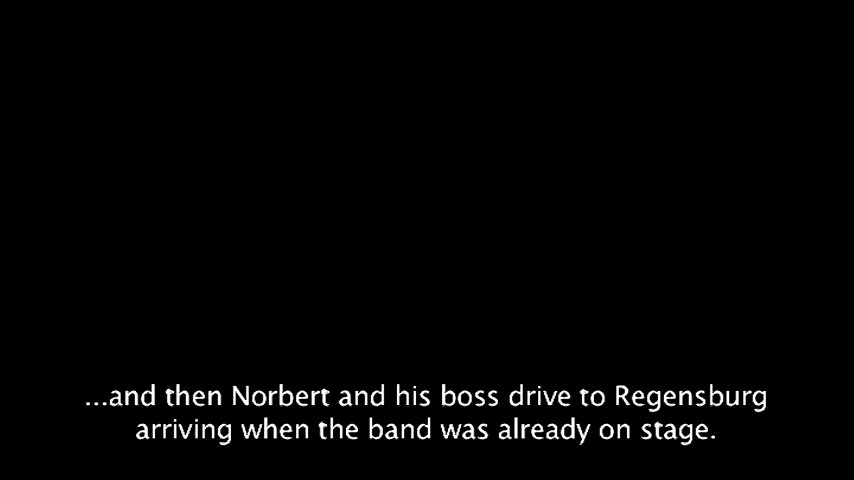 ...and then Norbert and his boss drive to Regensburg
arriving when the band was already on stage.